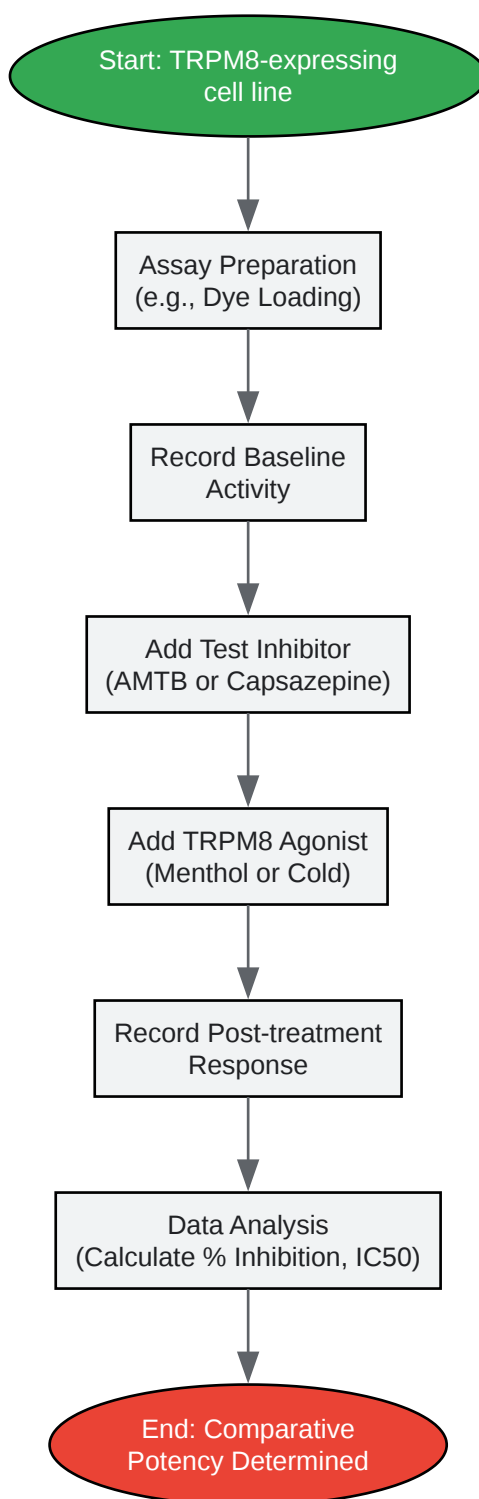 Start: TRPM8-expressing
cell line
Assay Preparation
(e.g., Dye Loading)
Record Baseline
Activity
Add Test Inhibitor
(AMTB or Capsazepine)
Add TRPM8 Agonist
(Menthol or Cold)
Record Post-treatment
Response
Data Analysis
(Calculate % Inhibition, IC50)
End: Comparative
Potency Determined